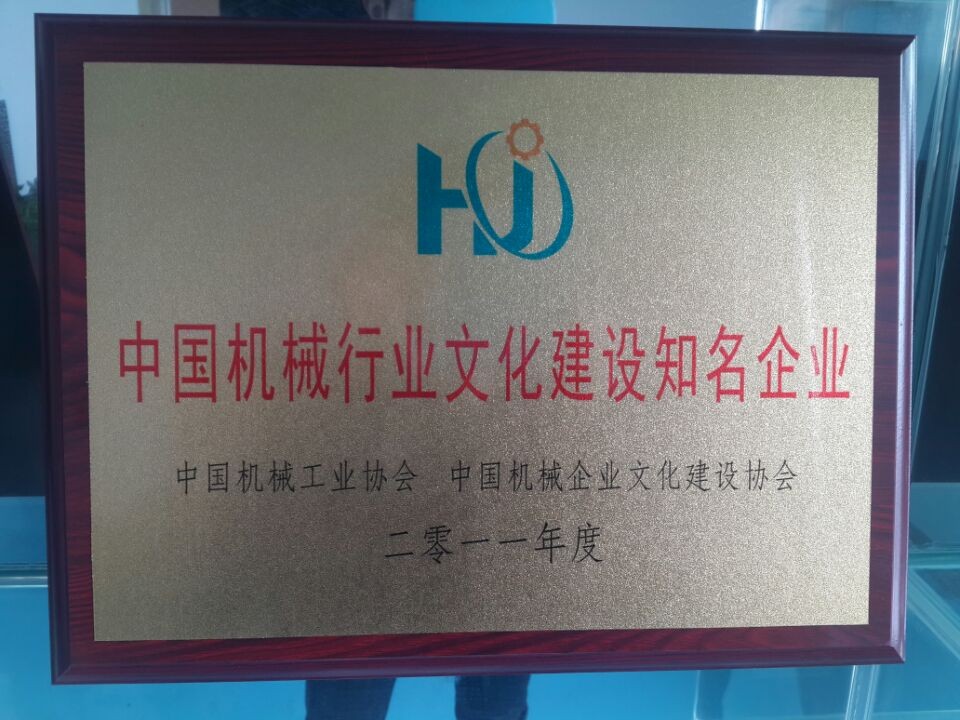 HJ
中国机械行业文化建设知名企业
中国机械工业协会 中国机械企业文化建设协会
二零一一年度